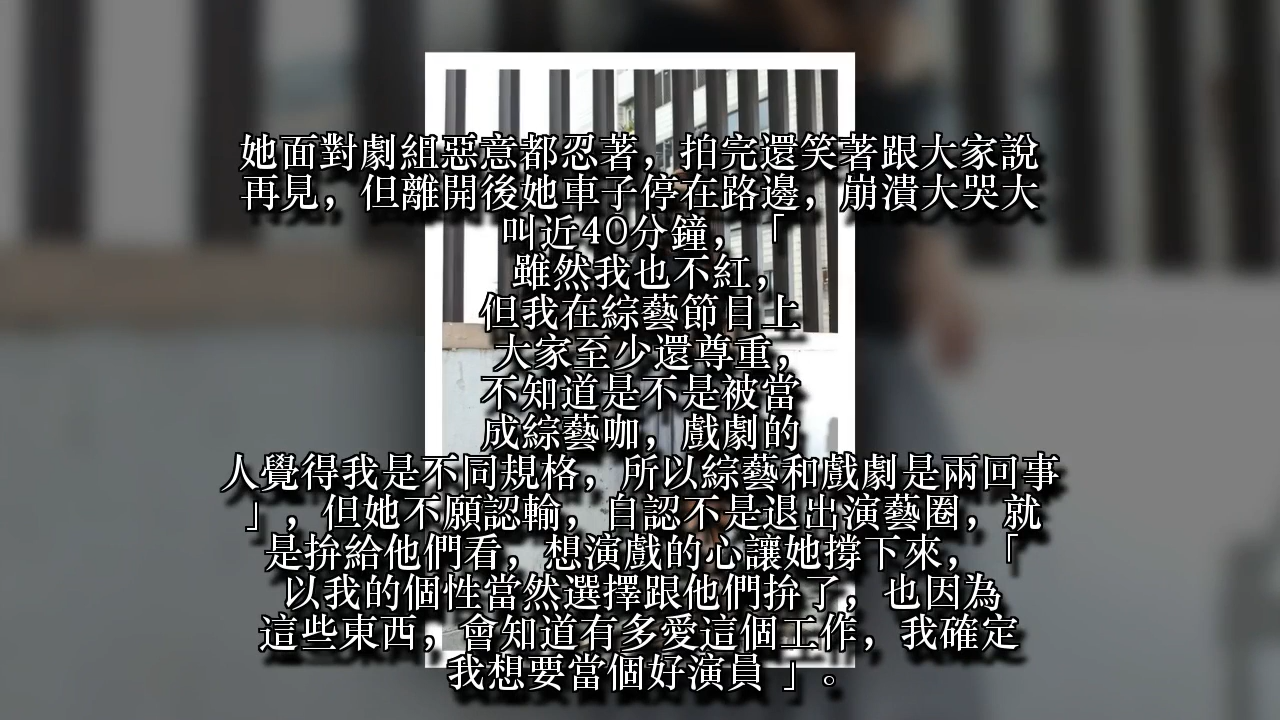 她面對劇組惡意都忍著，拍完還笑著跟大家說
再見，但離開後她車子停在路邊，崩潰大哭大
叫近40分鐘，「
雖然我也不紅，
但我在綜藝節目上
大家至少還尊重，
不知道是不是被當
成綜藝咖，戲劇的
人覺得我是不同規格，所以綜藝和戲劇是兩回事
」，但她不願認輸，自認不是退出演藝圈，就
是拚給他們看，想演戲的心讓她撐下來，「
以我的個性當然選擇跟他們拚了，也因為
這些東西，會知道有多愛這個工作，我確定
我想要當個好演員 」。